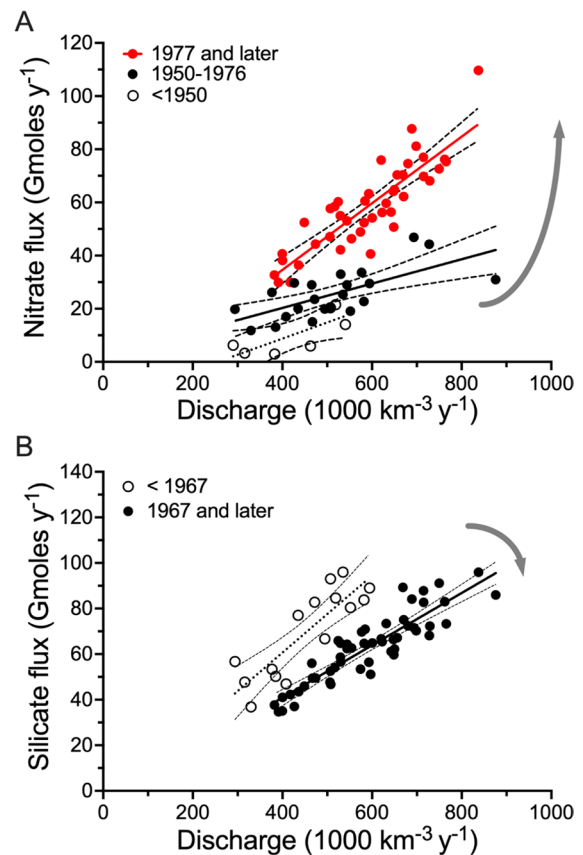 A
120
1977 and later
1950-1976
<1950
100
80
60
40
20
0
Nitrate flux (Gmoles y-1)
0 200 400 600 800 1000
Discharge (1000 km-3 y-1)
B
140
< 1967
1967 and later
120
100
80
60
40
20
0
Silicate flux (Gmoles y-1)
0 200 400 600 800 1000
Discharge (1000 km-3 y-1)